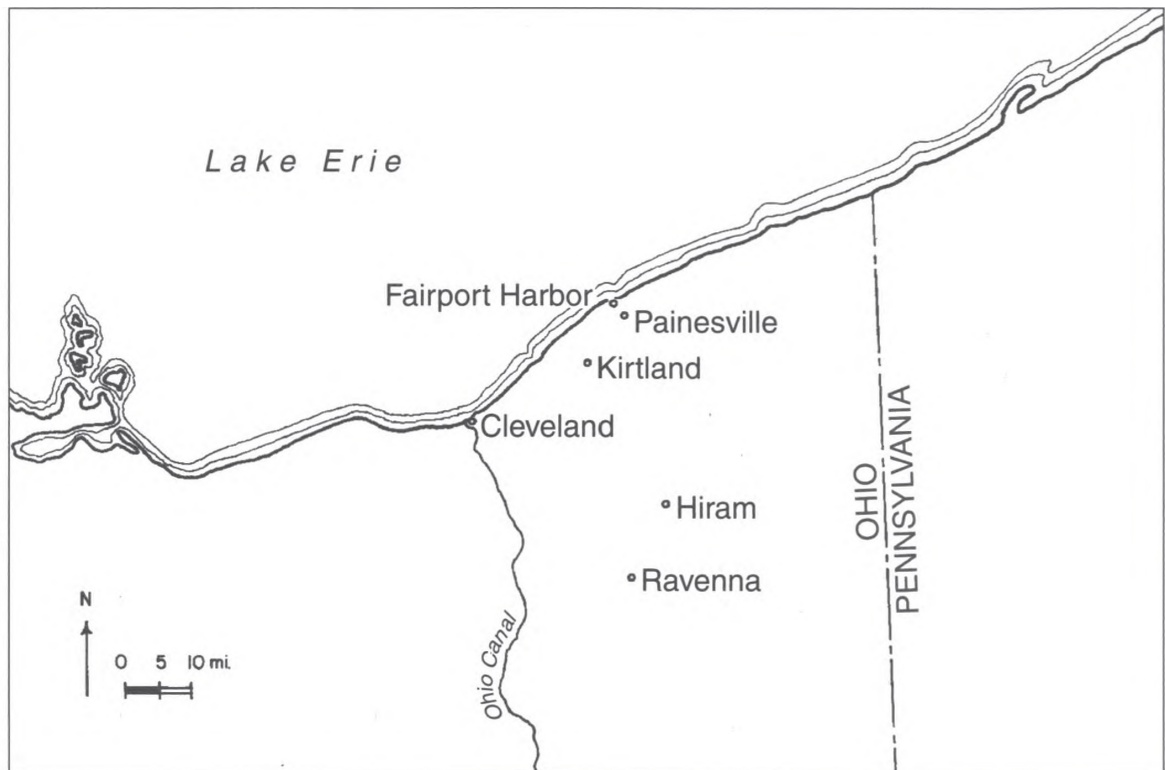 Lake Erie
Fairport Harbor
Painesville
Kirtland
Cleveland
Hiram
Ravenna
OHIO
PENNSYLVANIA
Ohio Canal
N
0 5 10 mi.